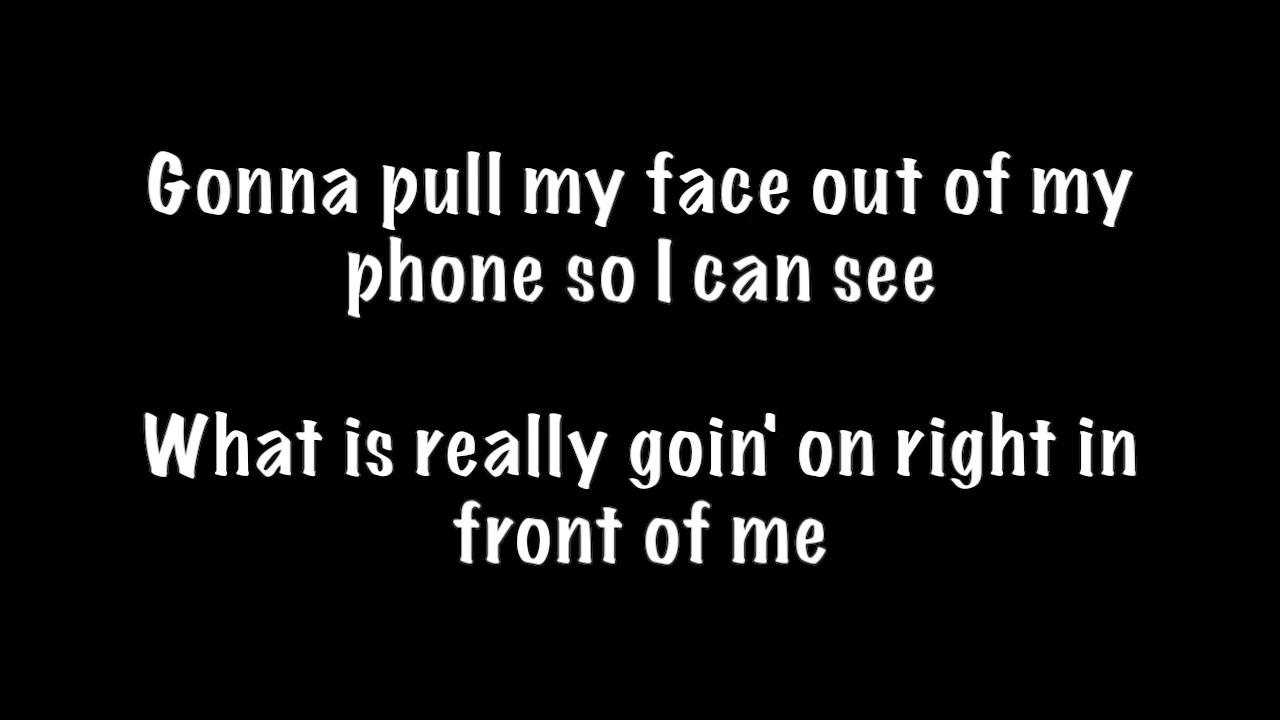 Gonna pull my face out of my
phone so I can see
What is really goin' on right in
front of me